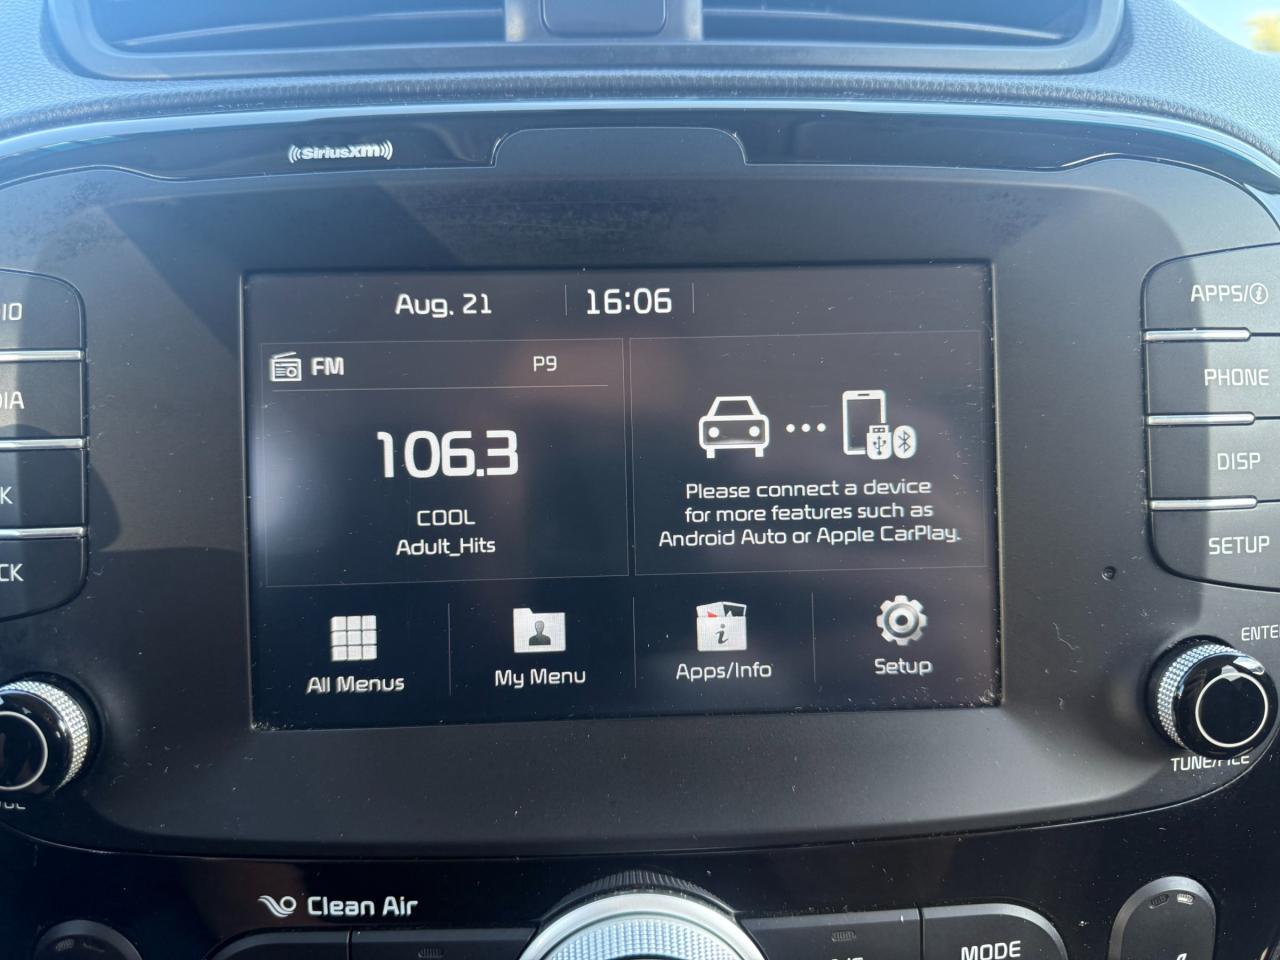 SiriusXM
Aug. 21
16:06
FM
P9
106.3
COOL
Adult_Hits
Please connect a device
for more features such as
Android Auto or Apple CarPlay.
All Menus
My Menu
Apps/Info
Setup
APPS/i
PHONE
DISP
SETUP
TUNE/FILE
Clean Air
MODE